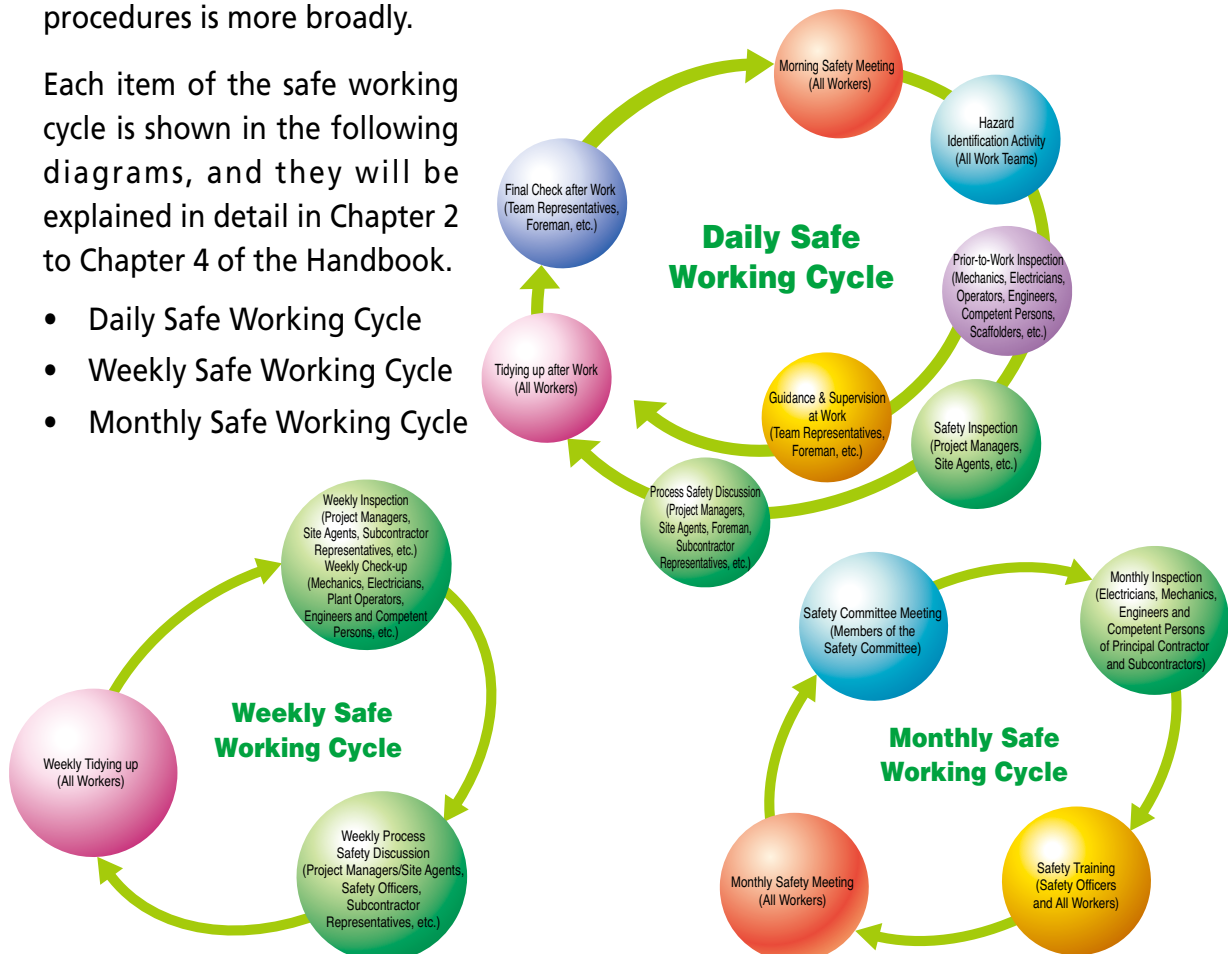 procedures is more broadly.
Each item of the safe working
cycle is shown in the following
diagrams, and they will be
explained in detail in Chapter 2
to Chapter 4 of the Handbook.
• Daily Safe Working Cycle
• Weekly Safe Working Cycle
• Monthly Safe Working Cycle
Daily Safe
Working Cycle
Morning Safety Meeting
(All Workers)
Hazard
Identification Activity
(All Work Teams)
Prior-to-Work Inspection
(Mechanics, Electricians,
Operators, Engineers,
Competent Persons,
Scaffolders, etc.)
Guidance & Supervision
at Work
(Team Representatives,
Foreman, etc.)
Safety Inspection
(Project Managers,
Site Agents, etc.)
Process Safety Discussion
(Project Managers,
Site Agents, Foreman,
Subcontractor
Representatives, etc.)
Tidying up after Work
(All Workers)
Final Check after Work
(Team Representatives,
Foreman, etc.)
Weekly Safe
Working Cycle
Weekly Inspection
(Project Managers,
Site Agents, Subcontractor
Representatives, etc.)
Weekly Check-up
(Mechanics, Electricians,
Plant Operators,
Engineers and Competent
Persons, etc.)
Weekly Process
Safety Discussion
(Project Managers/Site Agents,
Safety Officers,
Subcontractor
Representatives, etc.)
Weekly Tidying up
(All Workers)
Monthly Safe
Working Cycle
Safety Committee Meeting
(Members of the
Safety Committee)
Monthly Inspection
(Electricians, Mechanics,
Engineers and
Competent Persons
of Principal Contractor
and Subcontractors)
Safety Training
(Safety Officers
and All Workers)
Monthly Safety Meeting
(All Workers)